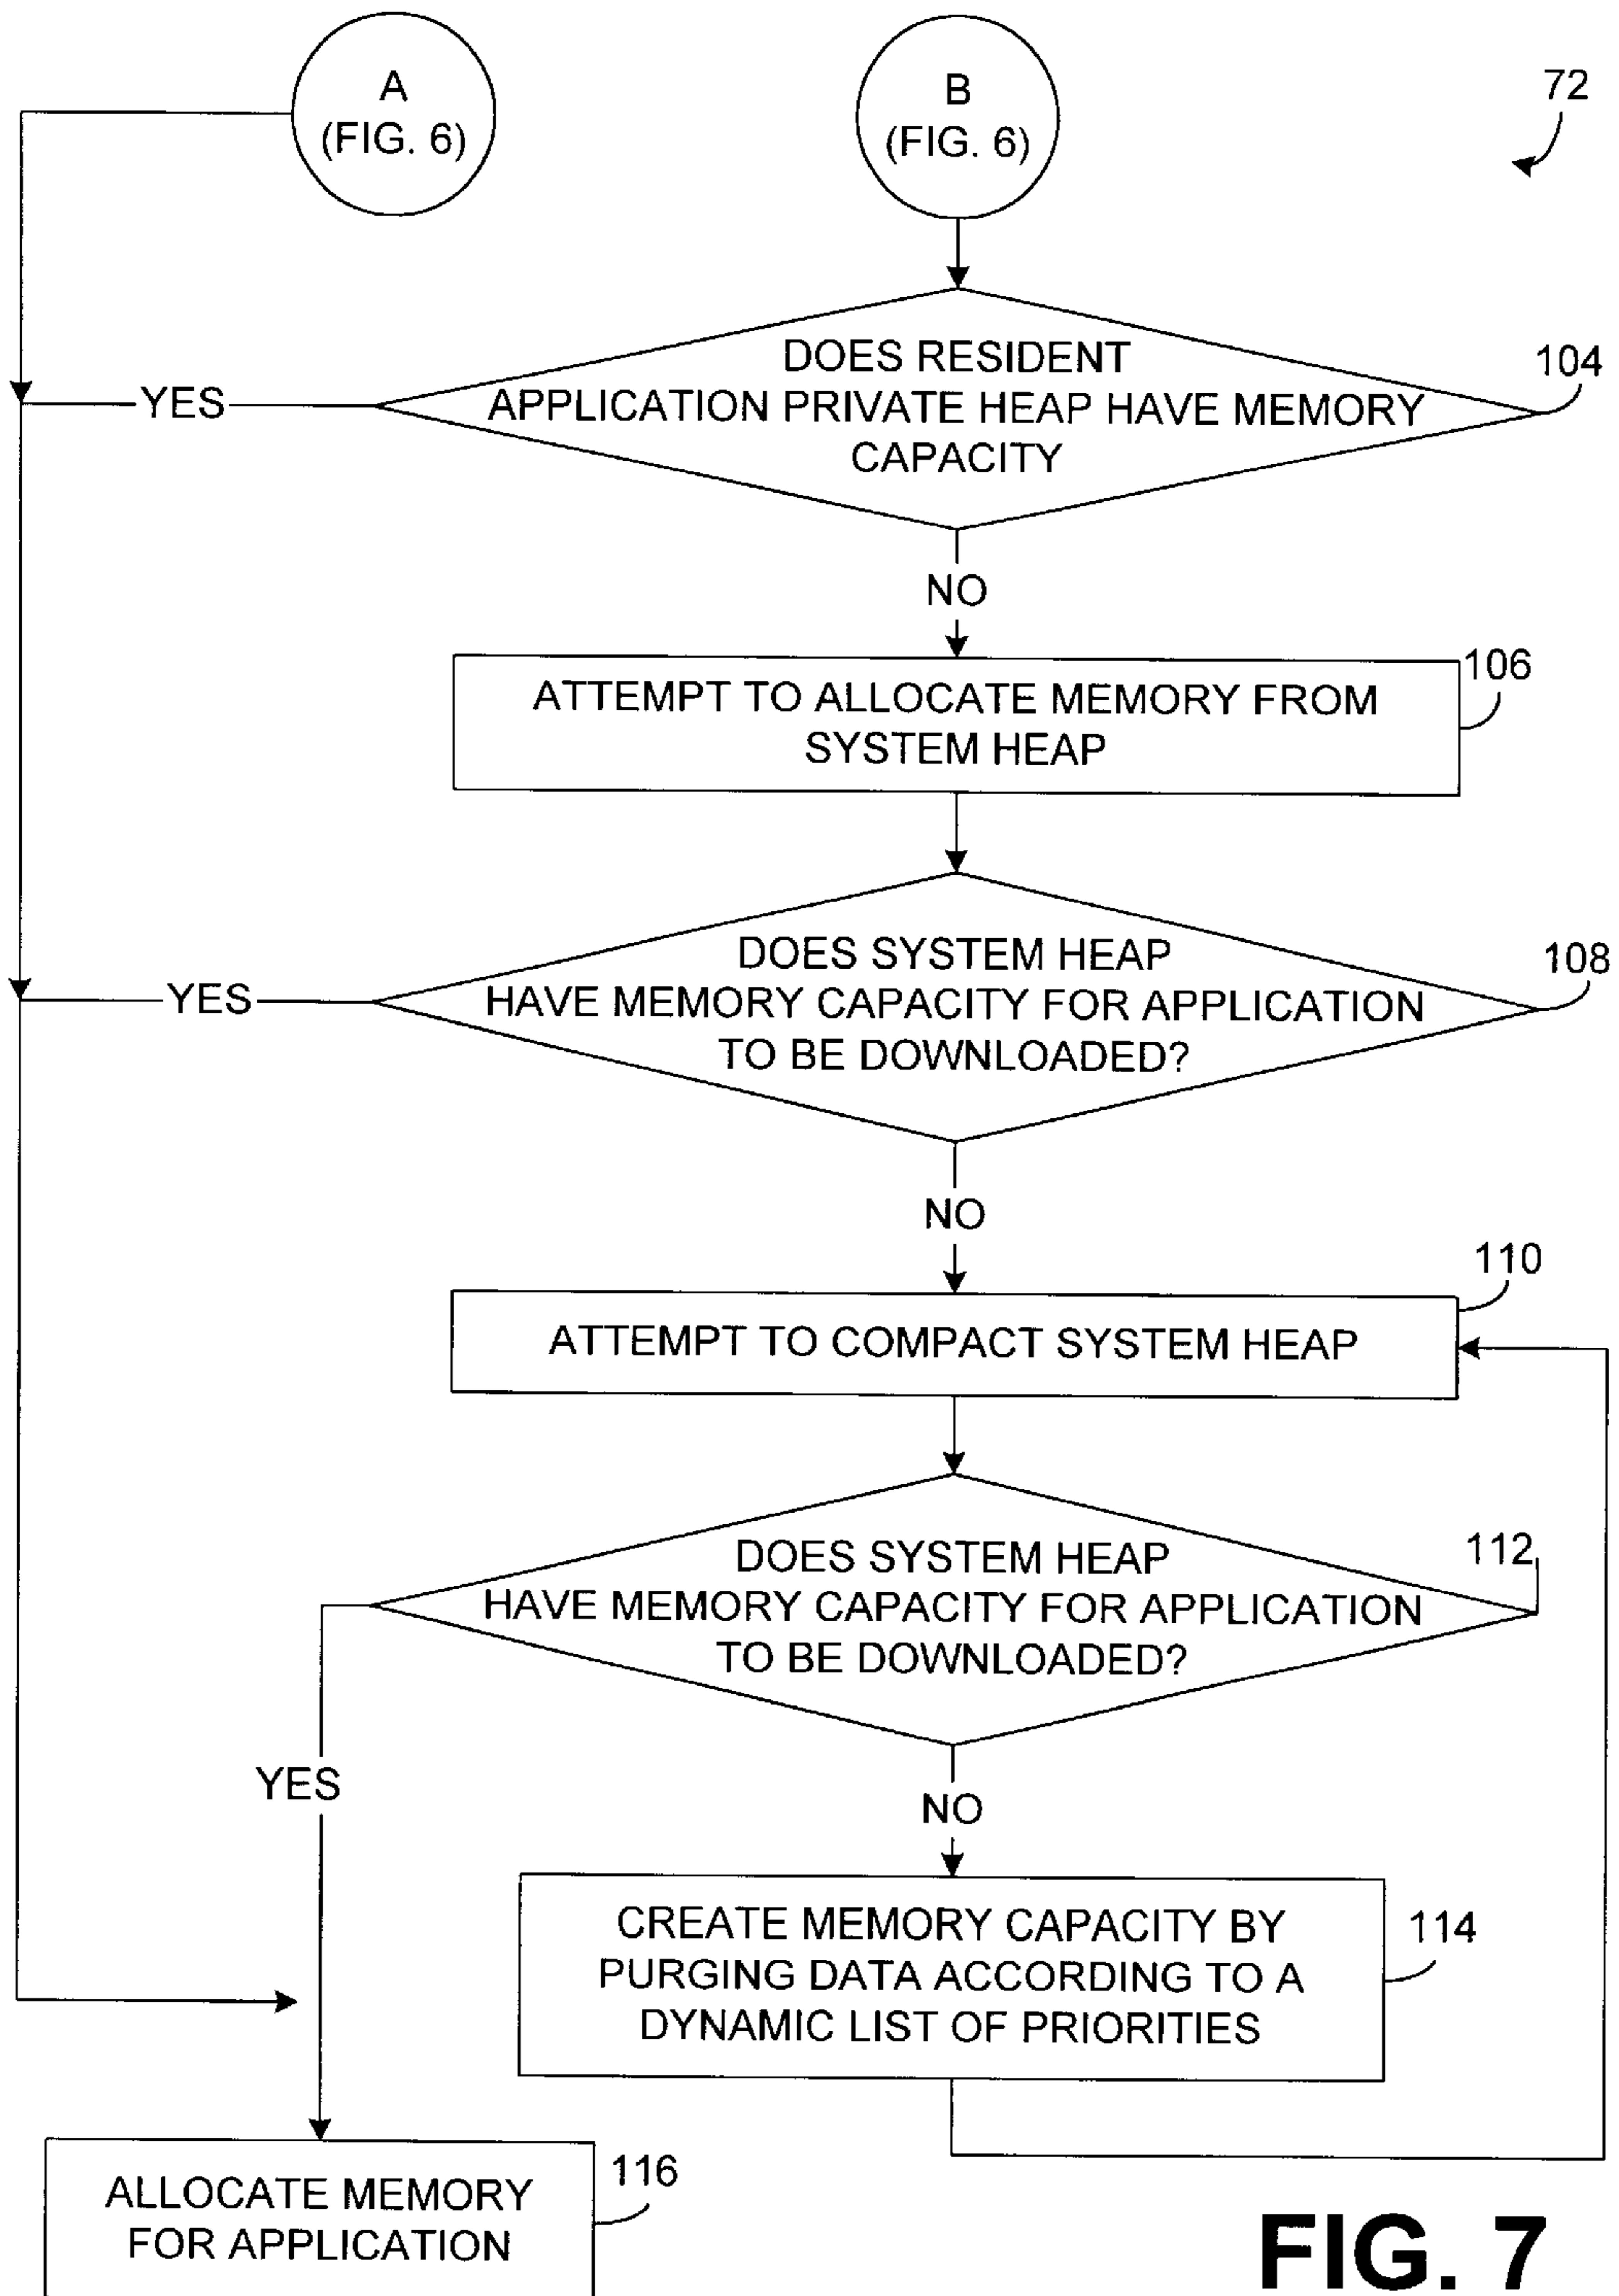 A
(FIG. 6)
B
(FIG. 6)
72
DOES RESIDENT
APPLICATION PRIVATE HEAP HAVE MEMORY
CAPACITY
104
YES
NO
106
ATTEMPT TO ALLOCATE MEMORY FROM
SYSTEM HEAP
DOES SYSTEM HEAP
HAVE MEMORY CAPACITY FOR APPLICATION
TO BE DOWNLOADED?
108
YES
NO
110
ATTEMPT TO COMPACT SYSTEM HEAP
DOES SYSTEM HEAP
HAVE MEMORY CAPACITY FOR APPLICATION
TO BE DOWNLOADED?
112
YES
NO
CREATE MEMORY CAPACITY BY
PURGING DATA ACCORDING TO A
DYNAMIC LIST OF PRIORITIES
114
ALLOCATE MEMORY
FOR APPLICATION
116
FIG. 7